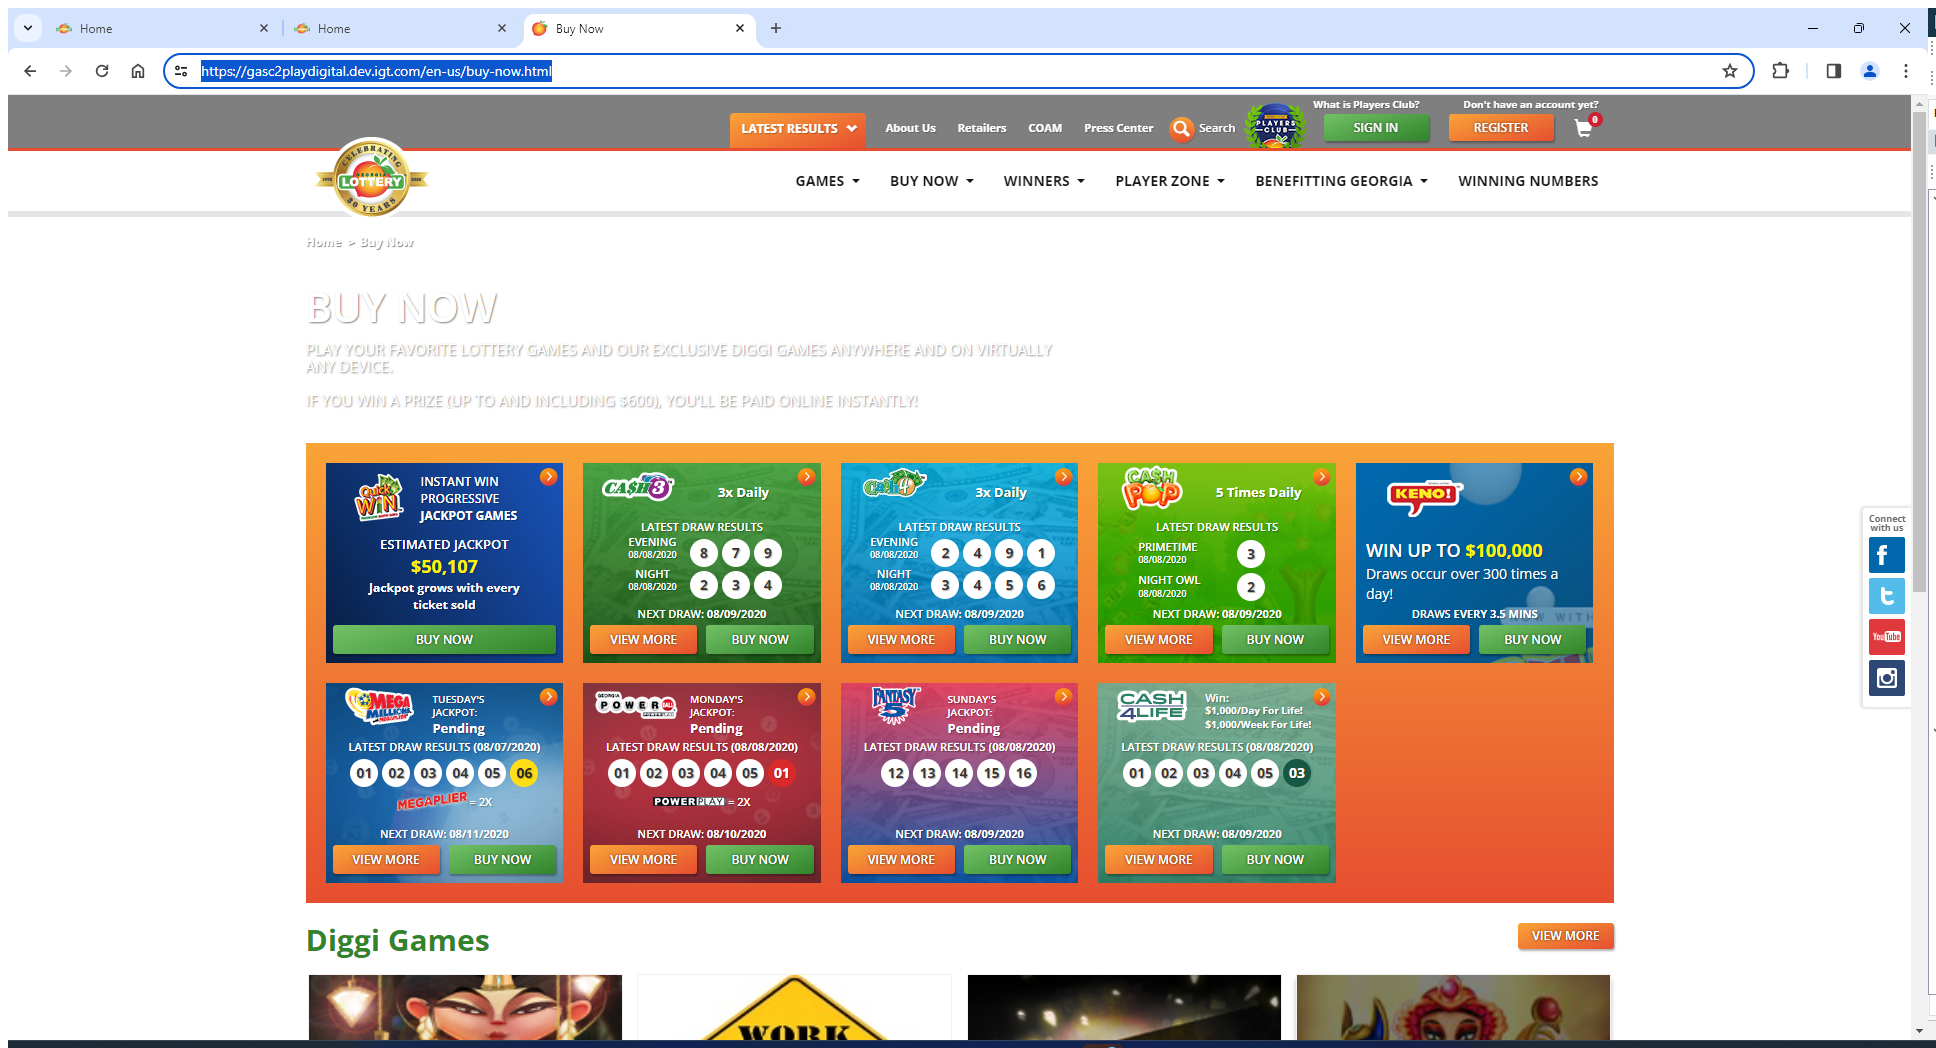 Home
Home
Buy Now
https://gasc2playdigital.dev.igt.com/en-us/buy-now.html
What is Players Club?
Don't have an account yet?
LATEST RESULTS
About Us
Retailers
COAM
Press Center
Search
PLAYERS
CLUB
SIGN IN
REGISTER
0
CELEBRATING
GEORGIA
LOTTERY
30 YEARS
GAMES
BUY NOW
WINNERS
PLAYER ZONE
BENEFITTING GEORGIA
WINNING NUMBERS
Home > Buy Now
BUY NOW
PLAY YOUR FAVORITE LOTTERY GAMES AND OUR EXCLUSIVE DIGGI GAMES ANYWHERE AND ON VIRTUALLY
ANY DEVICE.
IF YOU WIN A PRIZE (UP TO AND INCLUDING $600), YOU'LL BE PAID ONLINE INSTANTLY!
Quick
WIN
INSTANT WIN
PROGRESSIVE
JACKPOT GAMES
ESTIMATED JACKPOT
$50,107
Jackpot grows with every
ticket sold
BUY NOW
CA$H 3
3x Daily
LATEST DRAW RESULTS
EVENING
08/08/2020
8 7 9
NIGHT
08/08/2020
2 3 4
NEXT DRAW: 08/09/2020
VIEW MORE
BUY NOW
Cash 4
3x Daily
LATEST DRAW RESULTS
EVENING
08/08/2020
2 4 9 1
NIGHT
08/08/2020
3 4 5 6
NEXT DRAW: 08/09/2020
VIEW MORE
BUY NOW
CA$H
POP
5 Times Daily
LATEST DRAW RESULTS
PRIMETIME
08/08/2020
3
NIGHT OWL
08/08/2020
2
NEXT DRAW: 08/09/2020
VIEW MORE
BUY NOW
KENO!
WIN UP TO $100,000
Draws occur over 300 times a
day!
DRAWS EVERY 3.5 MINS
VIEW MORE
BUY NOW
MEGA
MILLIONS
TUESDAY'S
JACKPOT:
Pending
LATEST DRAW RESULTS (08/07/2020)
01 02 03 04 05 06
MEGAPLIER = 2X
NEXT DRAW: 08/11/2020
VIEW MORE
BUY NOW
GEORGIA
POWERBALL
MONDAY'S
JACKPOT:
Pending
LATEST DRAW RESULTS (08/08/2020)
01 02 03 04 05 01
POWERPLAY = 2X
NEXT DRAW: 08/10/2020
VIEW MORE
BUY NOW
FANTASY
5
SUNDAY'S
JACKPOT:
Pending
LATEST DRAW RESULTS (08/08/2020)
12 13 14 15 16
NEXT DRAW: 08/09/2020
VIEW MORE
BUY NOW
CASH
4LIFE
Win:
$1,000/Day For Life!
$1,000/Week For Life!
LATEST DRAW RESULTS (08/08/2020)
01 02 03 04 05 03
NEXT DRAW: 08/09/2020
VIEW MORE
BUY NOW
Connect
with us
YouTube
Diggi Games
VIEW MORE
WORK